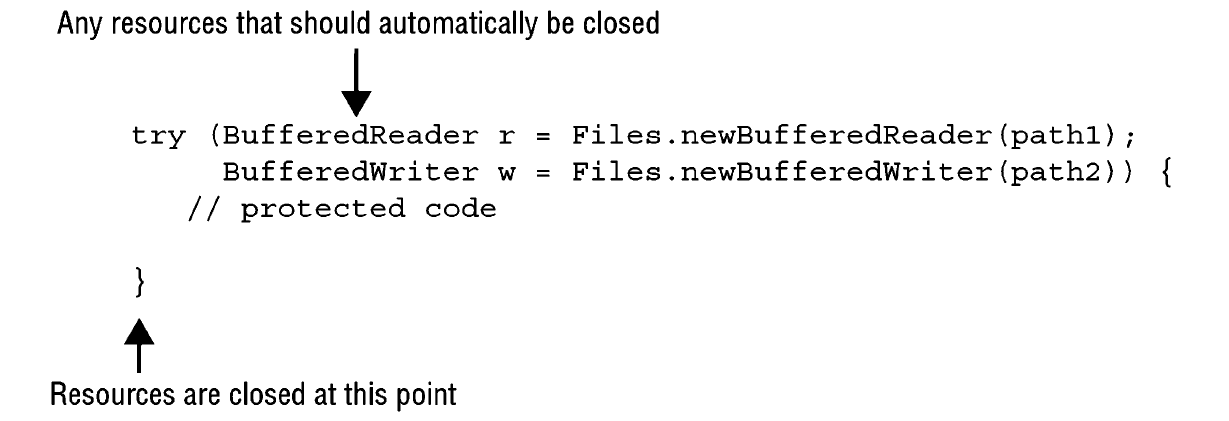 Any resources that should automatically be closed
try (BufferedReader r = Files.newBufferedReader(path1);
BufferedWriter w = Files.newBufferedWriter(path2)) {
// protected code
}
Resources are closed at this point